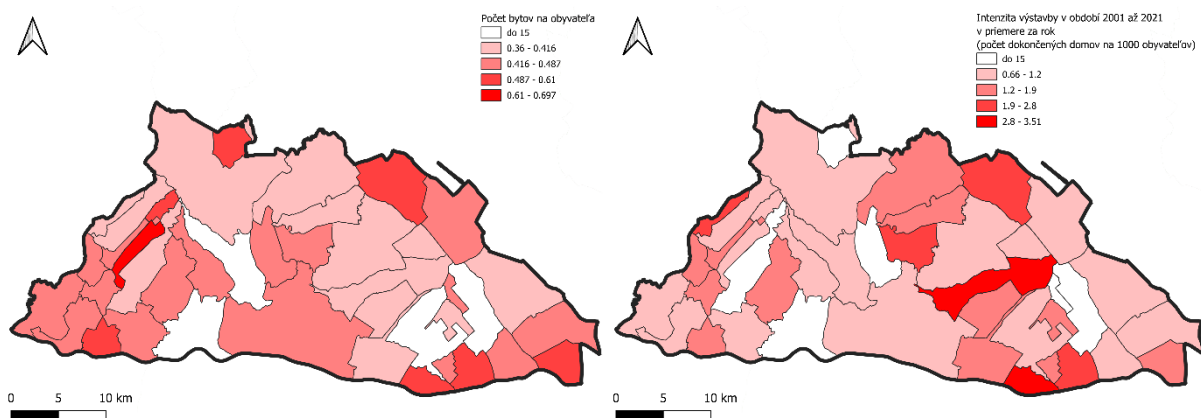 Počet bytov na obyvateľa
do 15
0.36 - 0.416
0.416 - 0.487
0.487 - 0.61
0.61 - 0.697
0 5 10 km
Intenzita výstavby v období 2001 až 2021
v priemere za rok
(počet dokončených domov na 1000 obyvateľov)
do 15
0.66 - 1.2
1.2 - 1.9
1.9 - 2.8
2.8 - 3.51
0 5 10 km